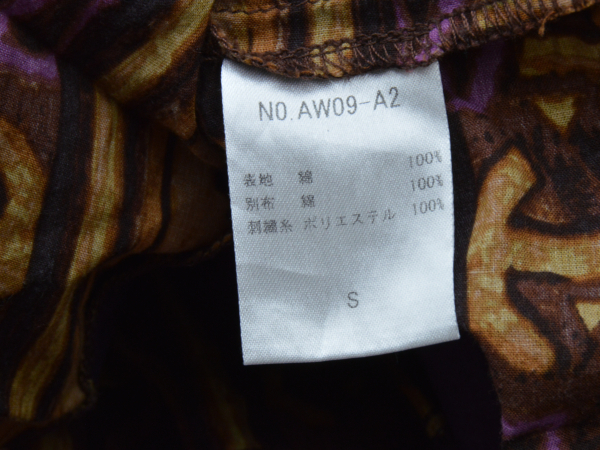 NO.AW09-A2
表地 綿 100%
別布 綿 100%
刺繍糸 ポリエステル 100%
S